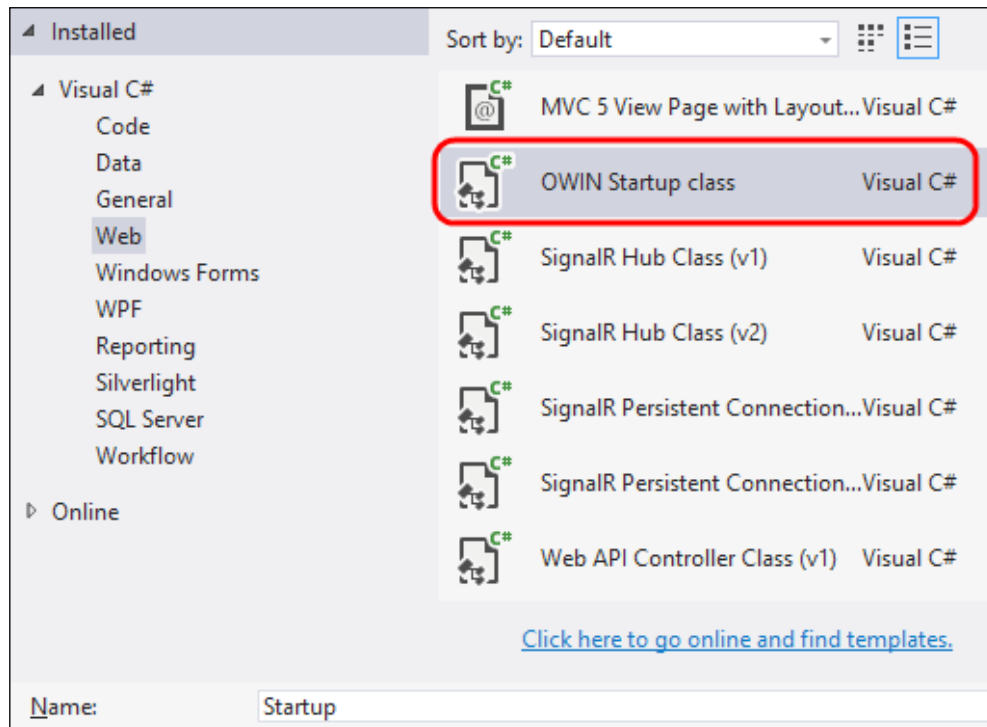 Installed
Visual C#
Code
Data
General
Web
Windows Forms
WPF
Reporting
Silverlight
SQL Server
Workflow
Online
Sort by: Default
C# @ MVC 5 View Page with Layout... Visual C#
C# OWIN Startup class Visual C#
C# SignalR Hub Class (v1) Visual C#
C# SignalR Hub Class (v2) Visual C#
C# SignalR Persistent Connection... Visual C#
C# SignalR Persistent Connection... Visual C#
C# Web API Controller Class (v1) Visual C#
Click here to go online and find templates.
Name: Startup